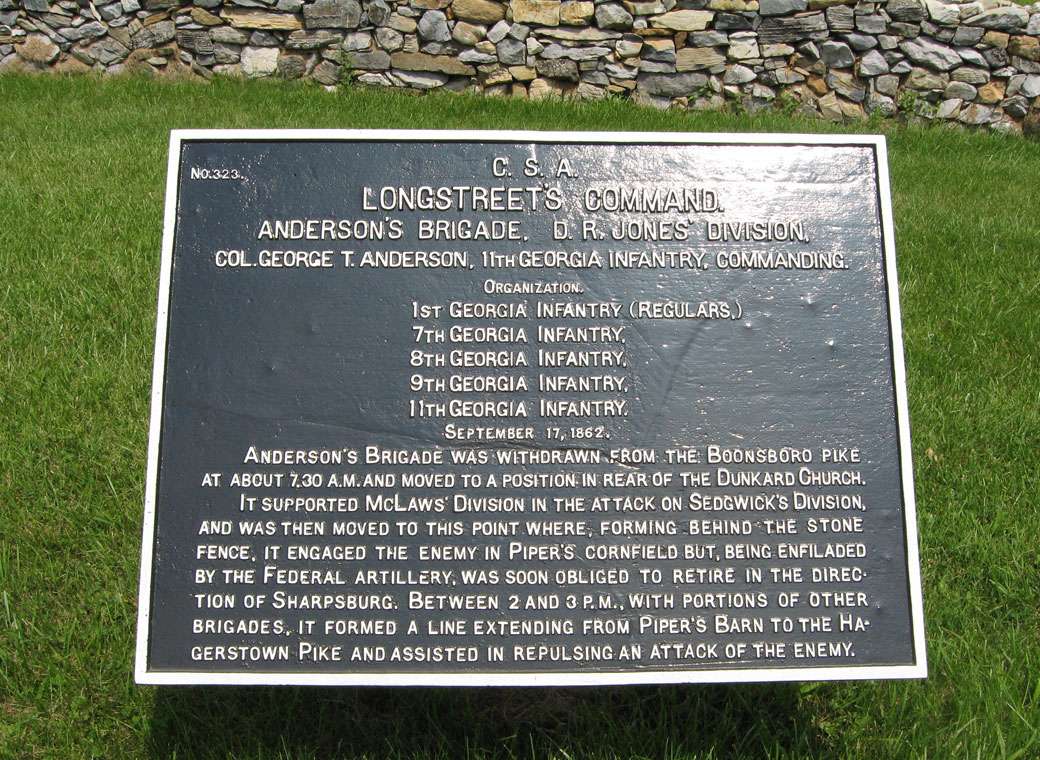 No. 323.
C. S. A.
LONGSTREET'S COMMAND.
ANDERSON'S BRIGADE, D. R. JONES' DIVISION,
COL. GEORGE T. ANDERSON, 11TH GEORGIA INFANTRY, COMMANDING.
ORGANIZATION.
1ST GEORGIA INFANTRY (REGULARS,)
7TH GEORGIA INFANTRY,
8TH GEORGIA INFANTRY,
9TH GEORGIA INFANTRY,
11TH GEORGIA INFANTRY.
SEPTEMBER 17, 1862.
ANDERSON'S BRIGADE WAS WITHDRAWN FROM THE BOONSBORO PIKE
AT ABOUT 7.30 A.M. AND MOVED TO A POSITION IN REAR OF THE DUNKARD CHURCH.
IT SUPPORTED MCLAWS' DIVISION IN THE ATTACK ON SEDGWICK'S DIVISION,
AND WAS THEN MOVED TO THIS POINT WHERE, FORMING BEHIND THE STONE
FENCE, IT ENGAGED THE ENEMY IN PIPER'S CORNFIELD BUT, BEING ENFILADED
BY THE FEDERAL ARTILLERY, WAS SOON OBLIGED TO RETIRE IN THE DIREC-
TION OF SHARPSBURG. BETWEEN 2 AND 3 P.M., WITH PORTIONS OF OTHER
BRIGADES, IT FORMED A LINE EXTENDING FROM PIPER'S BARN TO THE HA-
GERSTOWN PIKE AND ASSISTED IN REPULSING AN ATTACK OF THE ENEMY.